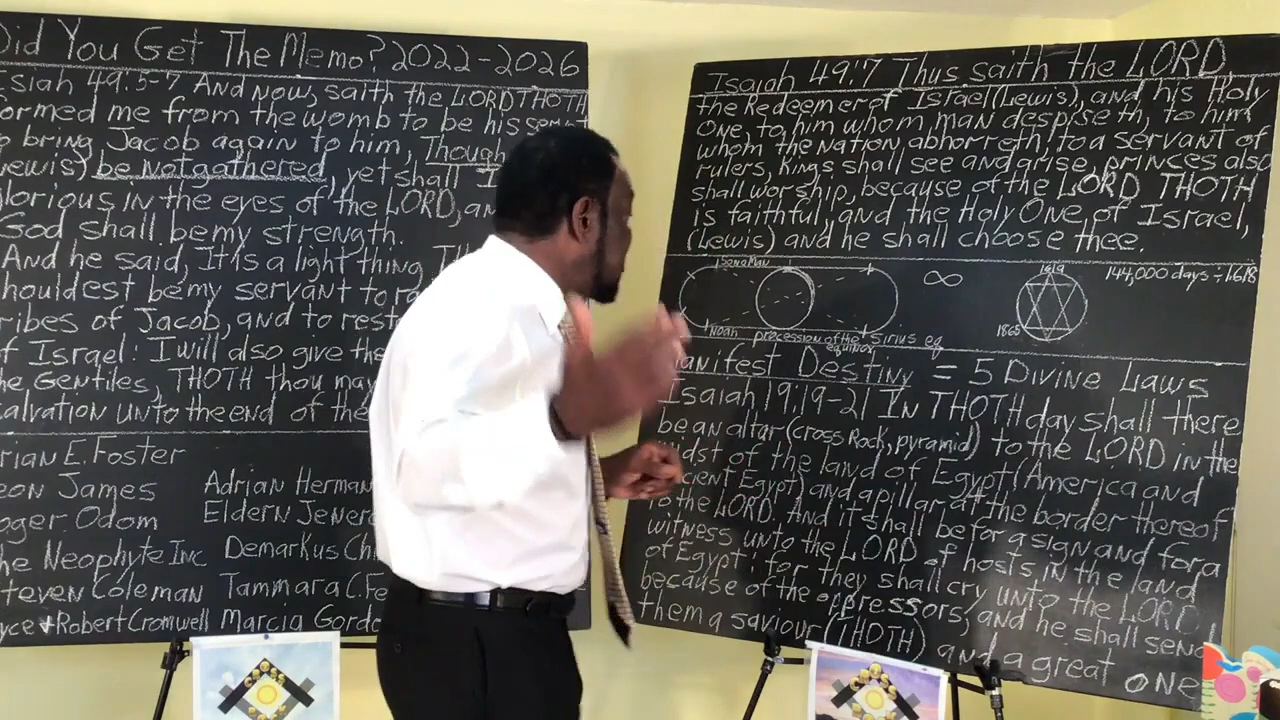 Did You Get The Memo? 2022-2026
Isiah 49:5-7 And now, saith the LORD THOTH
formed me from the womb to be his servant
to bring Jacob again to him, Though
Lewis) be not gathered, yet shall I
glorious in the eyes of the LORD, an
God shall be my strength.
And he said, It is a light thing T
shouldest be my servant to ra
tribes of Jacob, and to rest
of Israel: I will also give the
the Gentiles, THOTH thou may
salvation unto the end of the
rian E. Foster
eon James Adrian Herman
oger Odom Eldern Jener
he Neophyte Inc Demarkus Ch
teven Coleman Tammara C. Fe
yce + Robert Cromwell Marcia Gord
Isaiah 49:7 Thus saith the LORD
the Redeemer of Israel (Lewis), and his Holy
One, to him whom man despiseth, to him
whom the Nation abhorreth, to a servant of
rulers, Kings shall see and arise, princes also
shall worship, because of the LORD THOTH
is faithful, and the Holy One of Israel,
(Lewis) and he shall choose thee.
∞ 1619 144,000 days ÷ 1.618
Noah 1865
precession of the Sirius eq
equinox
Manifest Destiny = 5 Divine Laws
Isaiah 19:19-21 In THOTH day shall there
be an altar (cross Rock, pyramid) to the LORD in the
midst of the land of Egypt (America and
Ancient Egypt) and a pillar at the border thereof
to the LORD. And it shall be for a sign and for a
witness unto the LORD of hosts in the land
of Egypt: for they shall cry unto the LORD
because of the oppressors, and he shall send
them a saviour (THOTH) and a great ONE